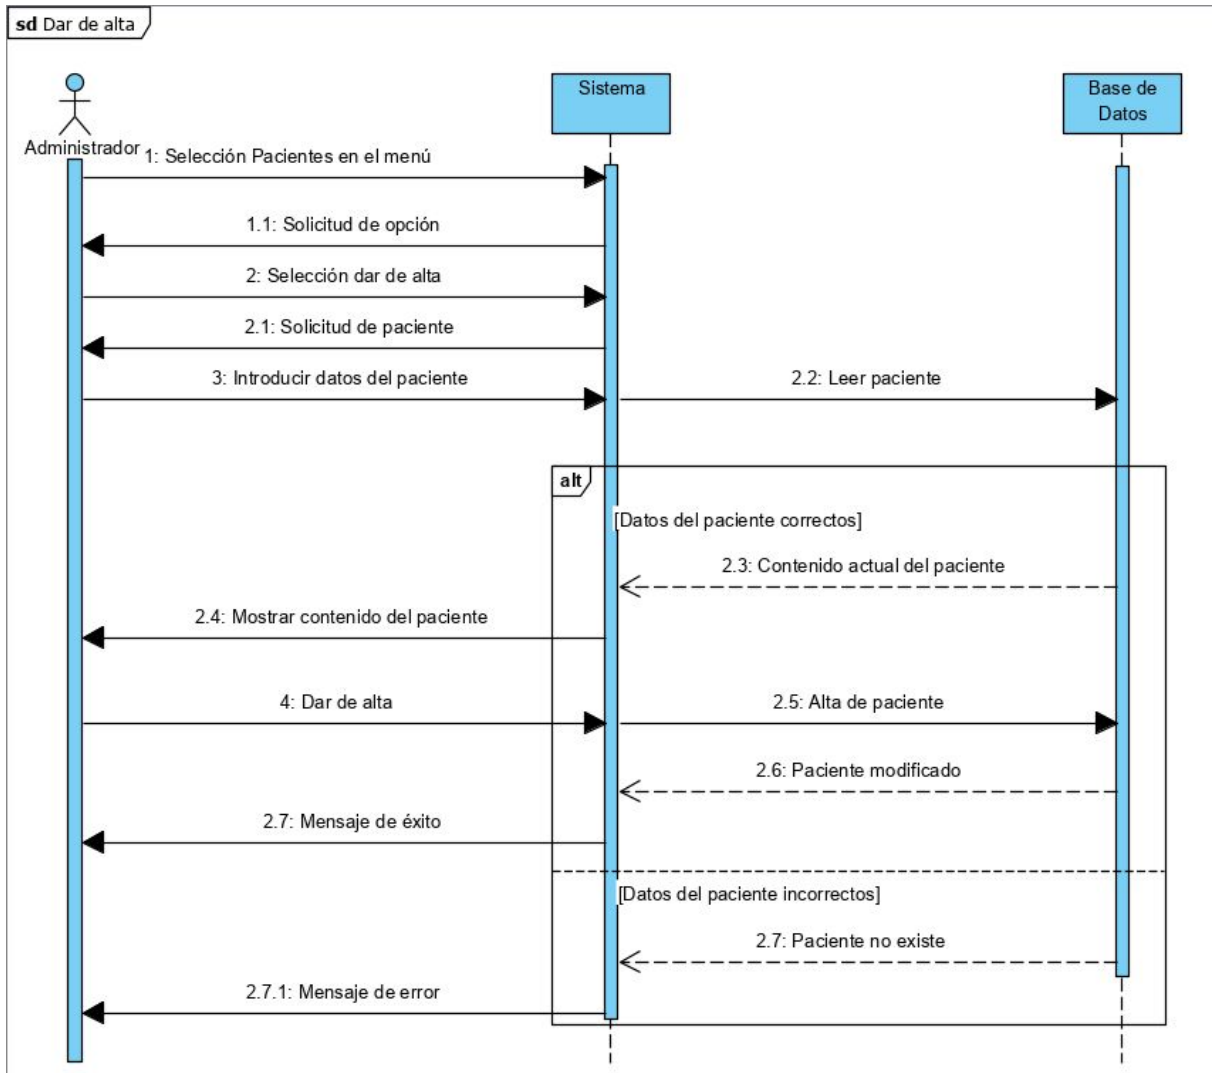 sd Dar de alta
Administrador
Sistema
Base de
Datos
1: Selección Pacientes en el menú
1.1: Solicitud de opción
2: Selección dar de alta
2.1: Solicitud de paciente
3: Introducir datos del paciente
2.2: Leer paciente
alt
[Datos del paciente correctos]
2.3: Contenido actual del paciente
2.4: Mostrar contenido del paciente
4: Dar de alta
2.5: Alta de paciente
2.6: Paciente modificado
2.7: Mensaje de éxito
[Datos del paciente incorrectos]
2.7: Paciente no existe
2.7.1: Mensaje de error